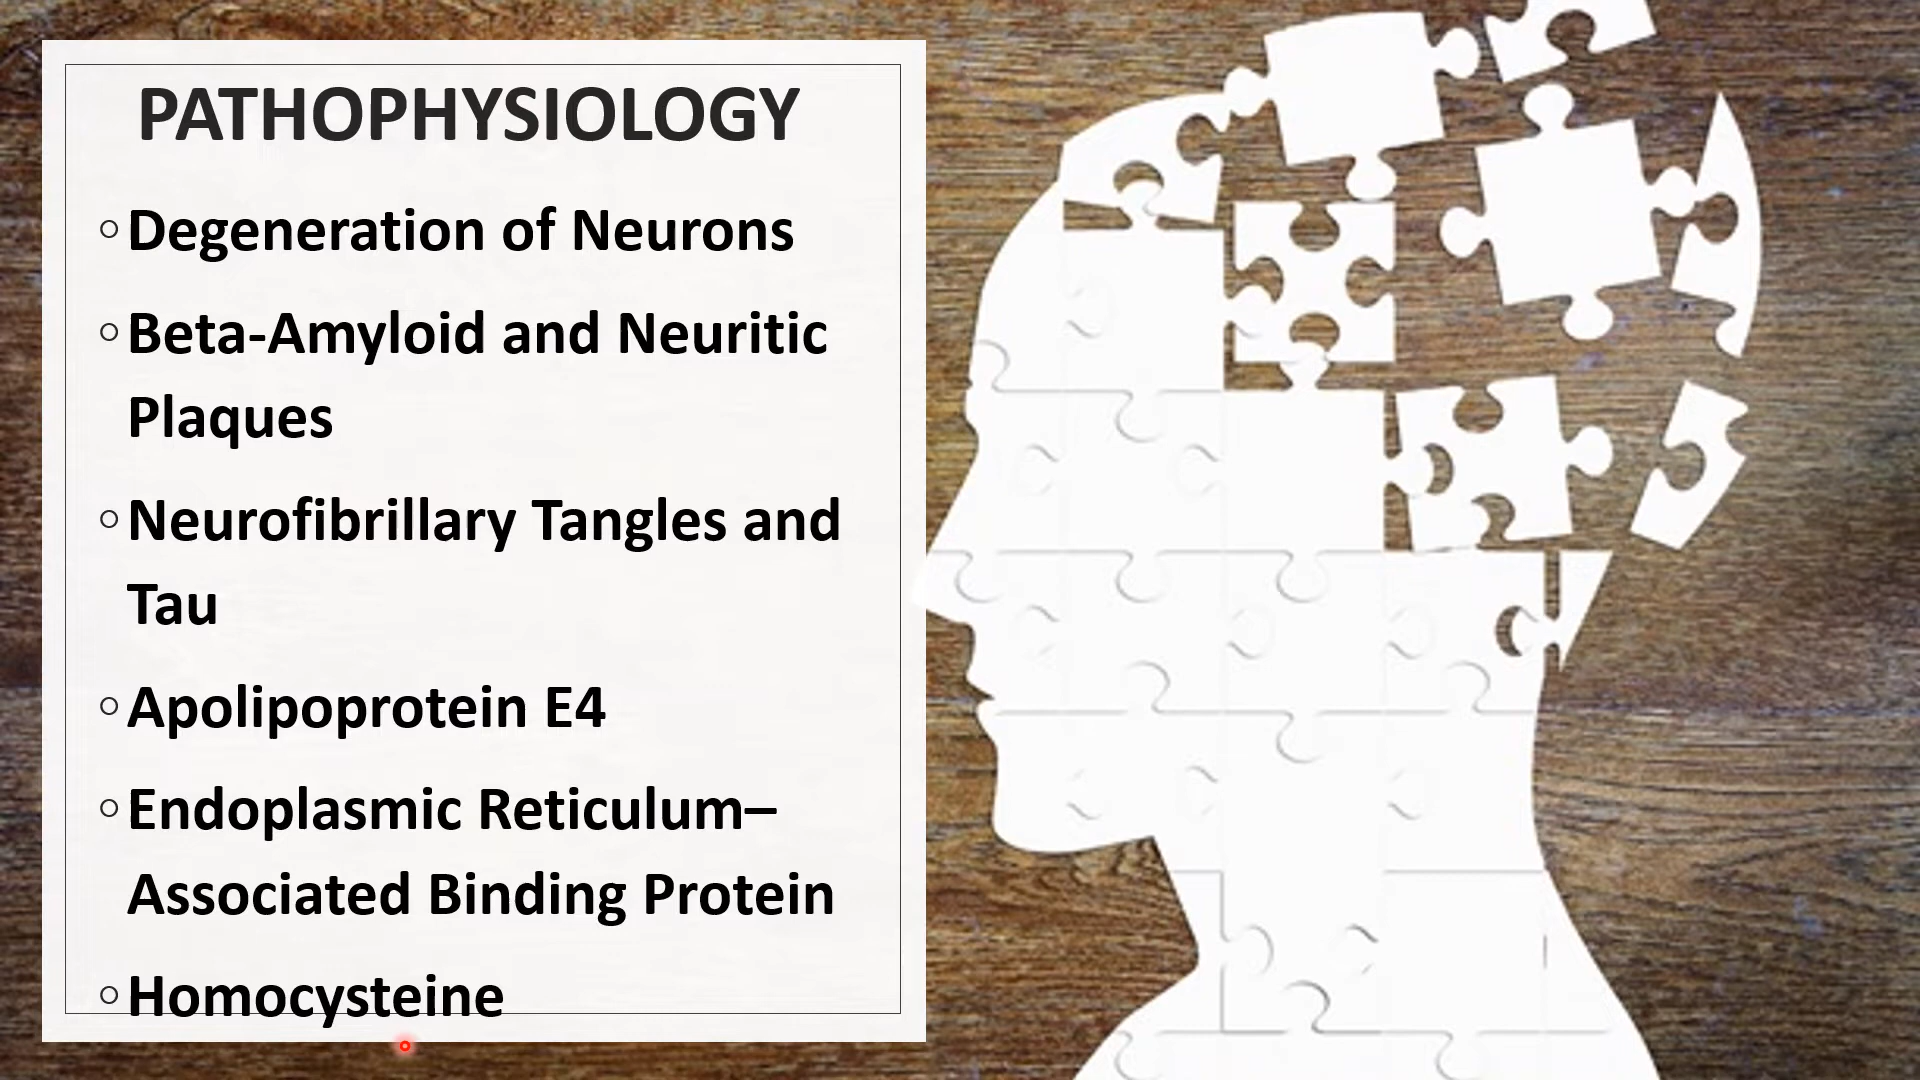 PATHOPHYSIOLOGY
◦Degeneration of Neurons
◦Beta-Amyloid and Neuritic
Plaques
◦Neurofibrillary Tangles and
Tau
◦Apolipoprotein E4
◦Endoplasmic Reticulum–
Associated Binding Protein
◦Homocysteine